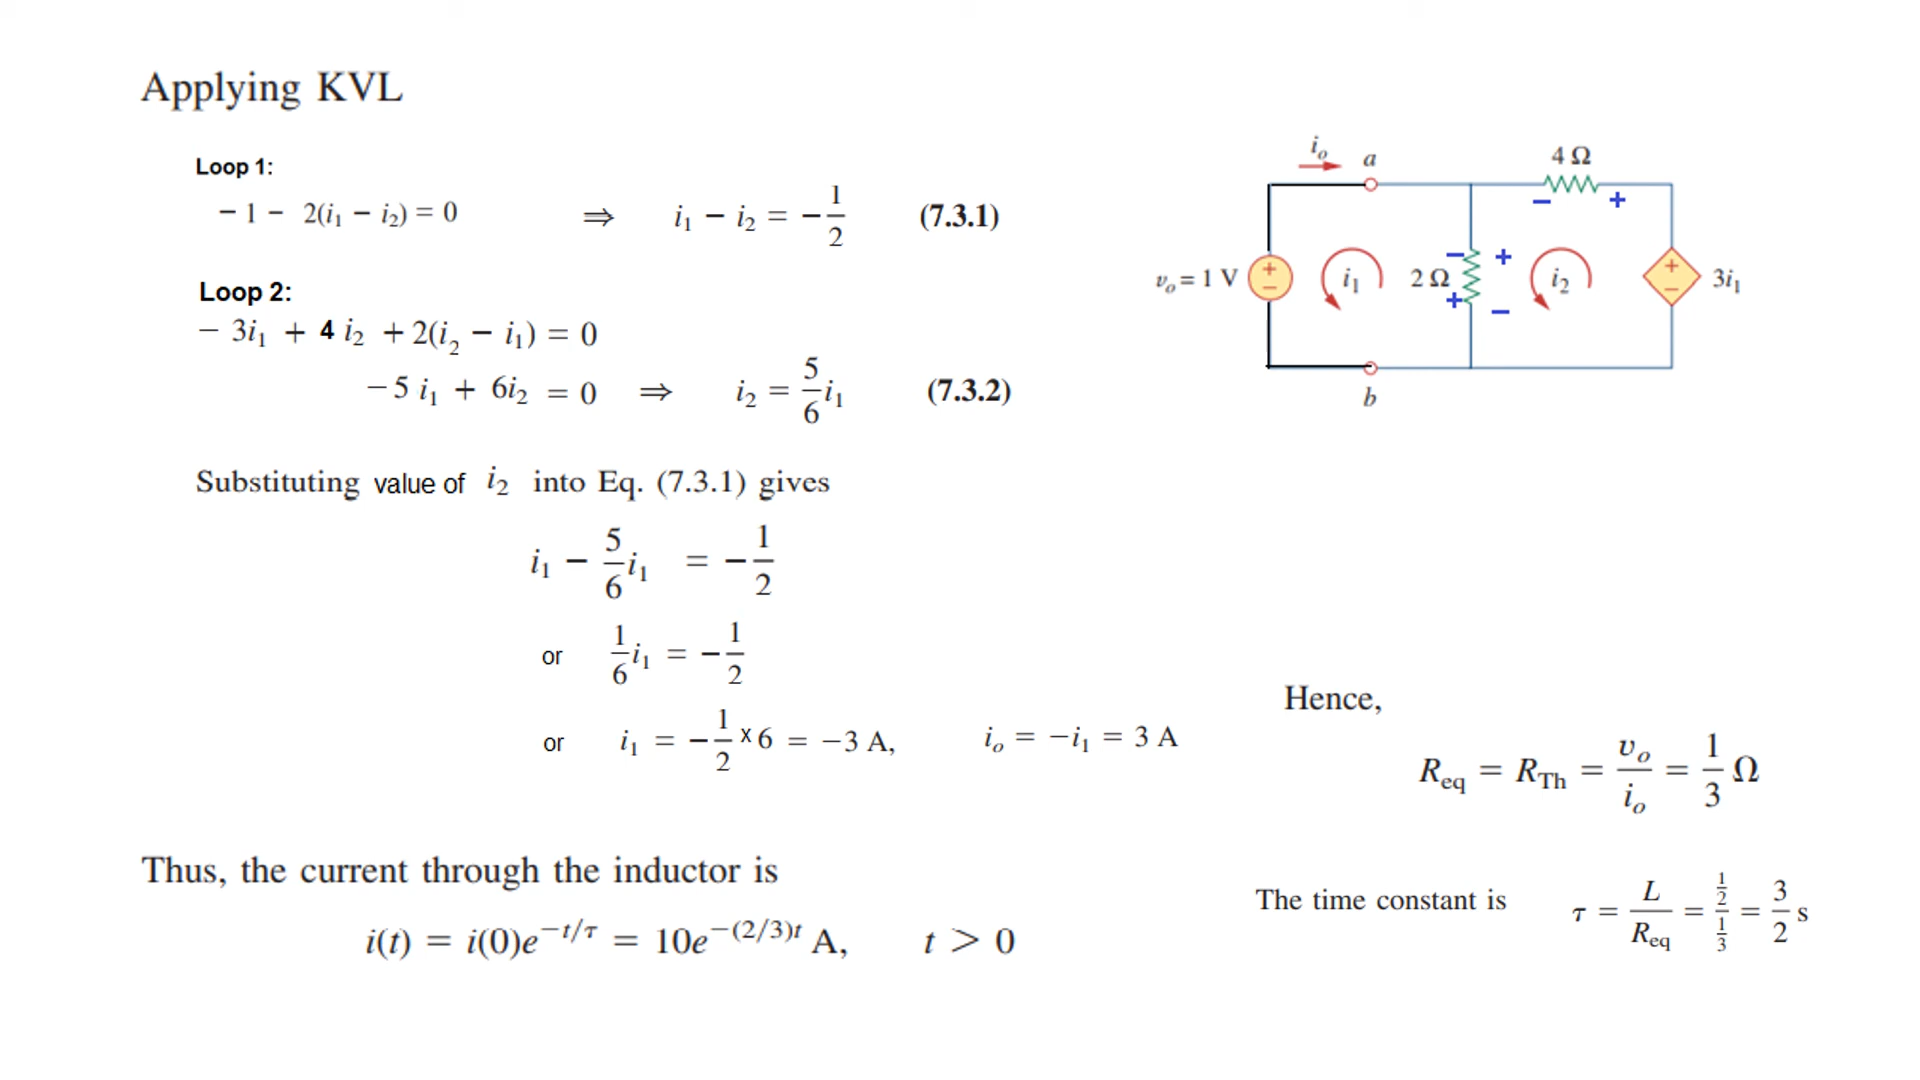 Applying KVL
Loop 1:
− 1 − 2(i₁ − i₂) = 0 ⇒ i₁ − i₂ = −1/2 (7.3.1)
Loop 2:
− 3i₁ + 4 i₂ + 2(i₂ − i₁) = 0
− 5 i₁ + 6i₂ = 0 ⇒ i₂ = 5/6 i₁ (7.3.2)
Substituting value of i₂ into Eq. (7.3.1) gives
i₁ − 5/6 i₁ = −1/2
or 1/6 i₁ = −1/2
or i₁ = −1/2 x 6 = −3 A, iₒ = −i₁ = 3 A
Thus, the current through the inductor is
i(t) = i(0)e^(−t/τ) = 10e^(−(2/3)t) A, t > 0
iₒ a 4 Ω
− +
vₒ = 1 V + − i₁ 2 Ω − + + − i₂ + − 3i₁
b
Hence,
R_eq = R_Th = vₒ/iₒ = 1/3 Ω
The time constant is τ = L/R_eq = (1/2)/(1/3) = 3/2 s